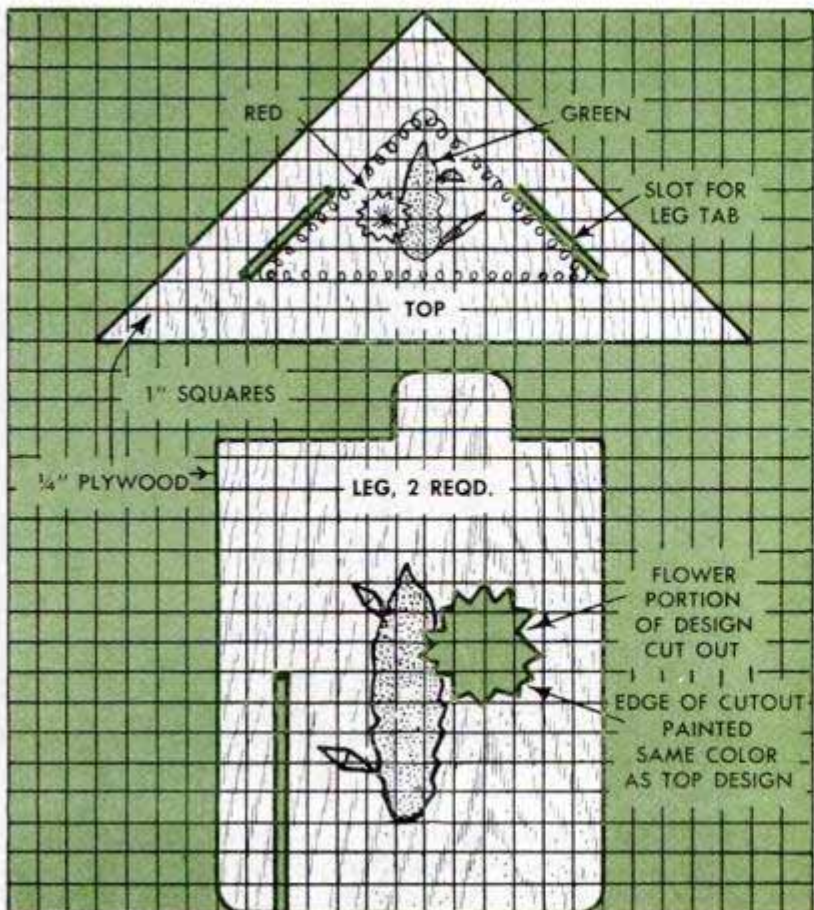 RED
GREEN
SLOT FOR
LEG TAB
TOP
1" SQUARES
¼" PLYWOOD
LEG, 2 REQD.
FLOWER
PORTION
OF DESIGN
CUT OUT
EDGE OF CUTOUT
PAINTED
SAME COLOR
AS TOP DESIGN